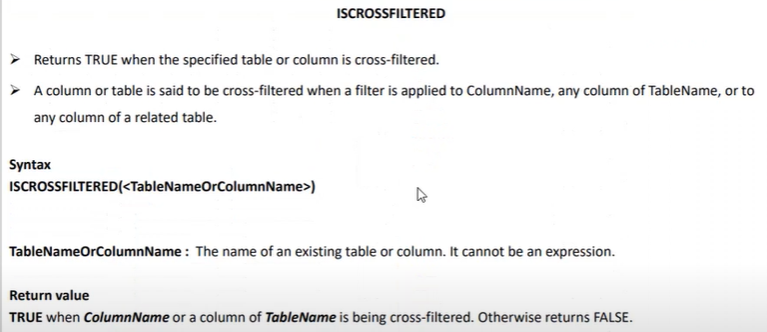 ISCROSSFILTERED
➢ Returns TRUE when the specified table or column is cross-filtered.
➢ A column or table is said to be cross-filtered when a filter is applied to ColumnName, any column of TableName, or to
any column of a related table.
Syntax
ISCROSSFILTERED(<TableNameOrColumnName>)
TableNameOrColumnName : The name of an existing table or column. It cannot be an expression.
Return value
TRUE when ColumnName or a column of TableName is being cross-filtered. Otherwise returns FALSE.